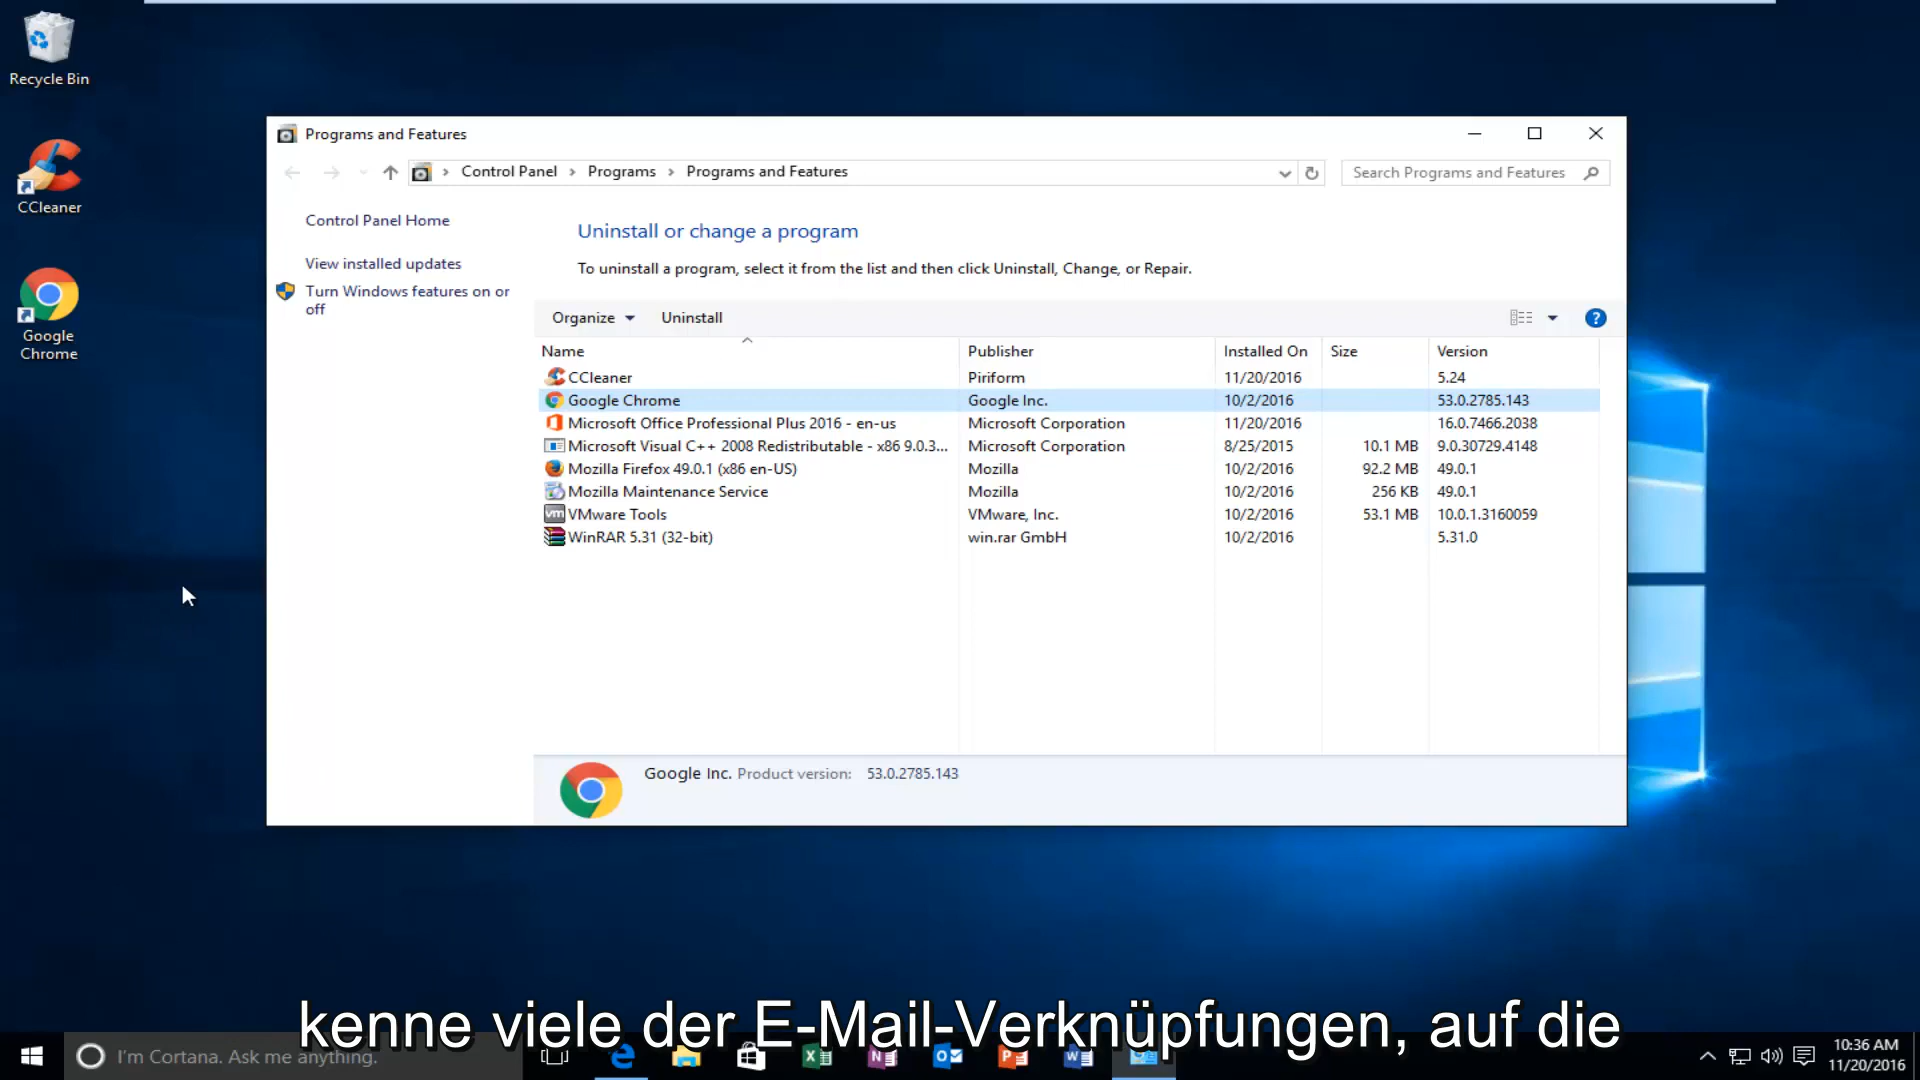 Recycle Bin
CCleaner
Google
Chrome
Programs and Features
Control Panel > Programs > Programs and Features
Search Programs and Features
Control Panel Home
View installed updates
Turn Windows features on or
off
Uninstall or change a program
To uninstall a program, select it from the list and then click Uninstall, Change, or Repair.
Organize Uninstall
Name Publisher Installed On Size Version
CCleaner Piriform 11/20/2016 5.24
Google Chrome Google Inc. 10/2/2016 53.0.2785.143
Microsoft Office Professional Plus 2016 - en-us Microsoft Corporation 11/20/2016 16.0.7466.2038
Microsoft Visual C++ 2008 Redistributable - x86 9.0.3... Microsoft Corporation 8/25/2015 10.1 MB 9.0.30729.4148
Mozilla Firefox 49.0.1 (x86 en-US) Mozilla 10/2/2016 92.2 MB 49.0.1
Mozilla Maintenance Service Mozilla 10/2/2016 256 KB 49.0.1
VMware Tools VMware, Inc. 10/2/2016 53.1 MB 10.0.1.3160059
WinRAR 5.31 (32-bit) win.rar GmbH 10/2/2016 5.31.0
Google Inc. Product version: 53.0.2785.143
kenne viele der E-Mail-Verknüpfungen, auf die
I'm Cortana. Ask me anything.
10:36 AM
11/20/2016